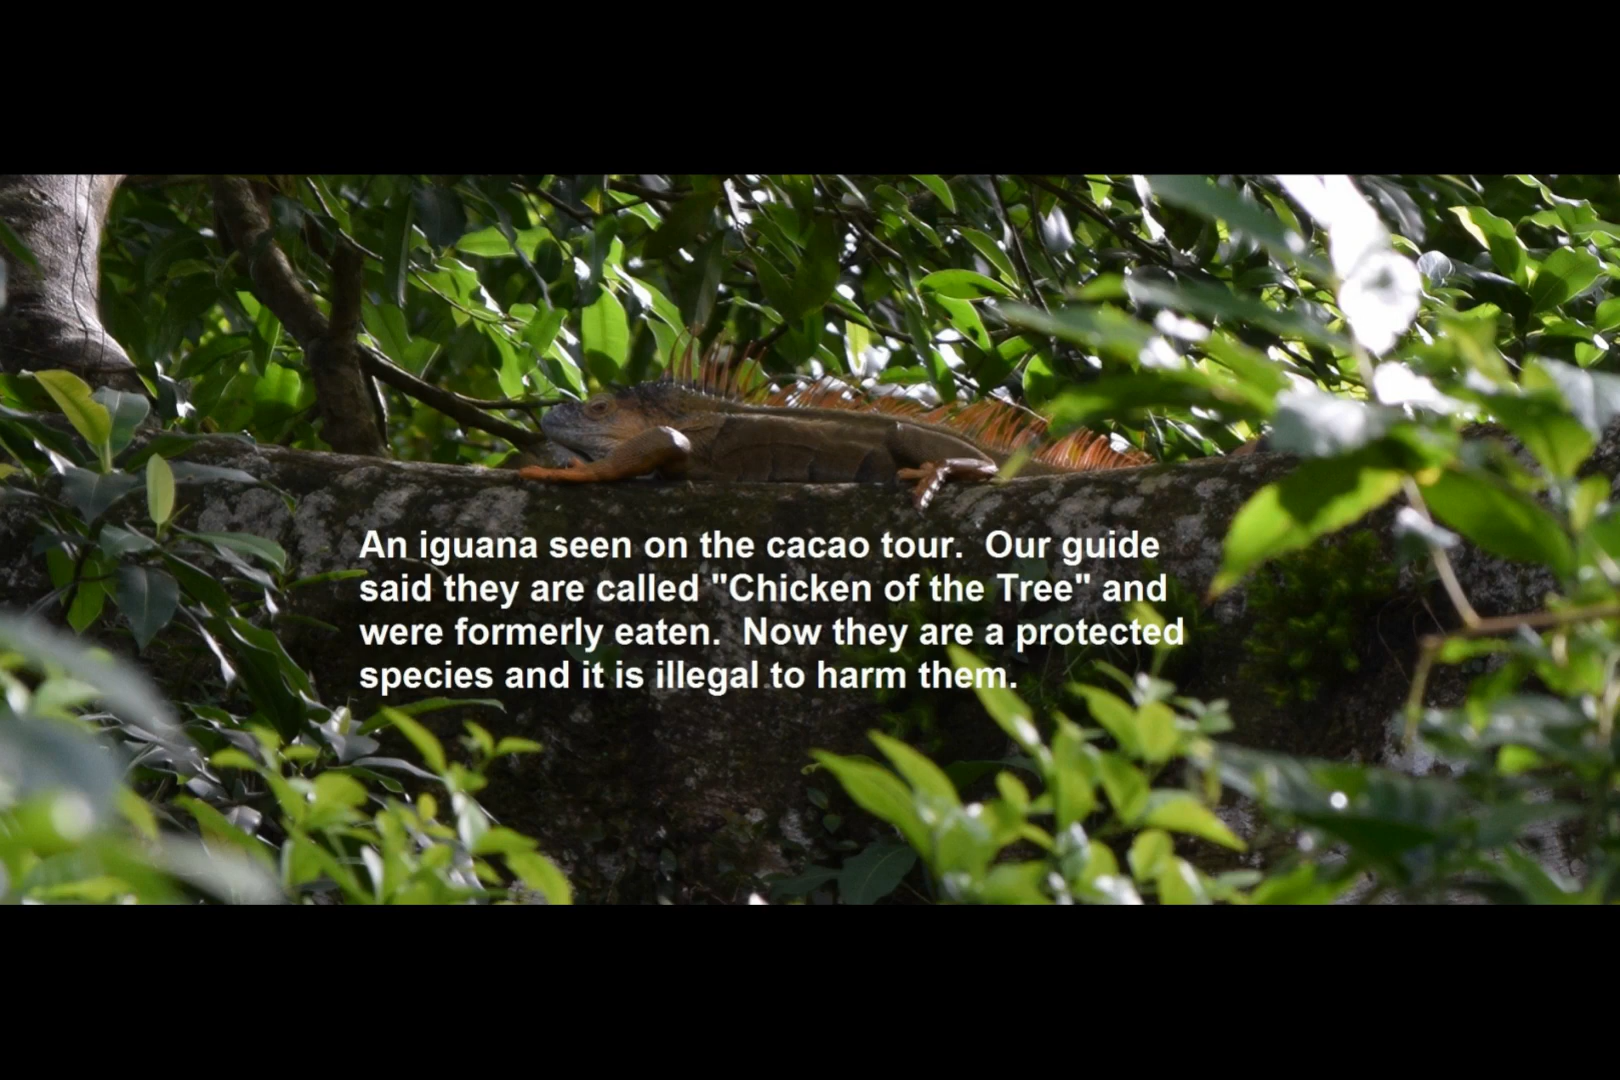 An iguana seen on the cacao tour.  Our guide
said they are called "Chicken of the Tree" and
were formerly eaten.  Now they are a protected
species and it is illegal to harm them.